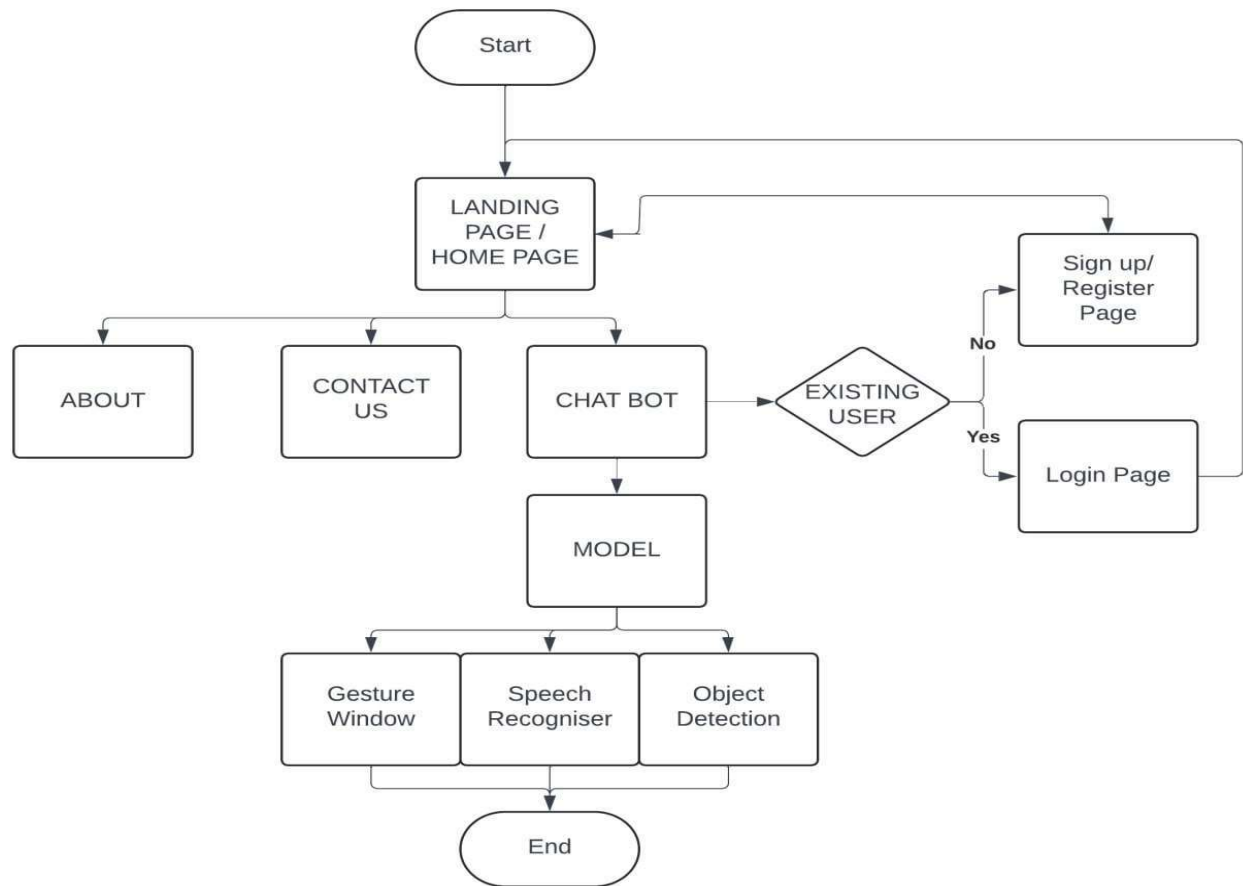 Start
LANDING
PAGE /
HOME PAGE
Sign up/
Register
Page
No
ABOUT
CONTACT
US
CHAT BOT
EXISTING
USER
Yes
Login Page
MODEL
Gesture
Window
Speech
Recogniser
Object
Detection
End